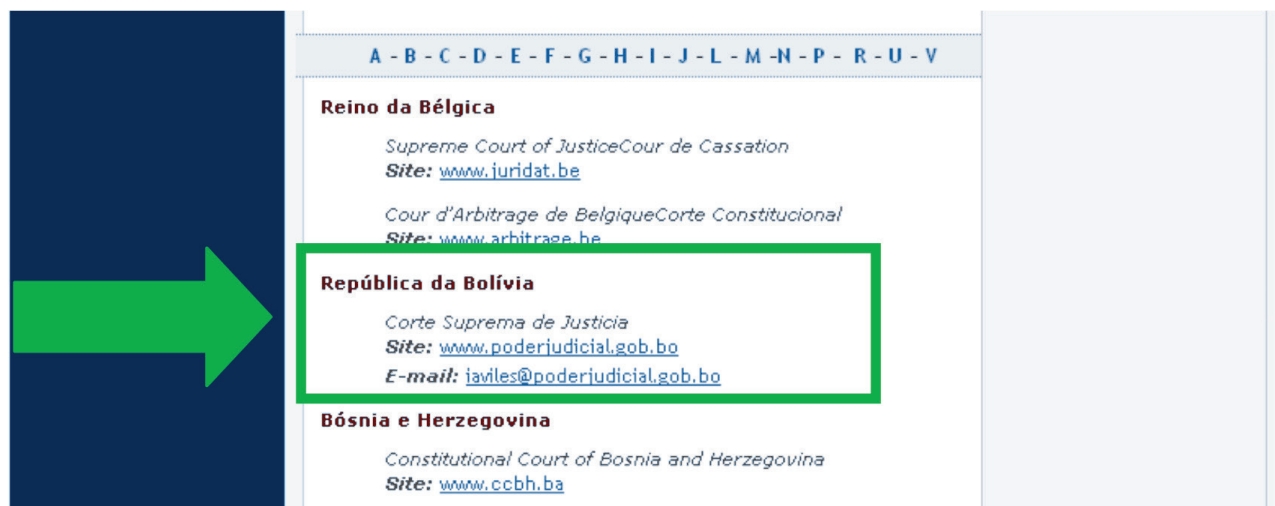 A - B - C - D - E - F - G - H - I - J - L - M -N - P - R - U - V
Reino da Bélgica
Supreme Court of JusticeCour de Cassation
Site: www.juridat.be
Cour d'Arbitrage de BelgiqueCorte Constitucional
Site: www.arbitrage.be
República da Bolívia
Corte Suprema de Justicia
Site: www.poderjudicial.gob.bo
E-mail: iaviles@poderjudicial.gob.bo
Bósnia e Herzegovina
Constitutional Court of Bosnia and Herzegovina
Site: www.ccbh.ba